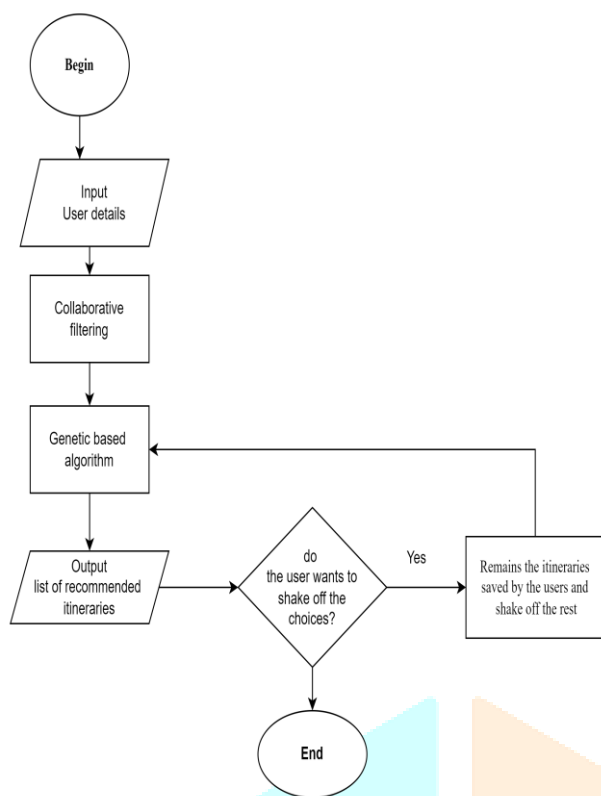 Begin
Input
User details
Collaborative
filtering
Genetic based
algorithm
Output
list of recommended
itineraries
do
the user wants to
shake off the
choices?
Yes
Remains the itineraries
saved by the users and
shake off the rest
End